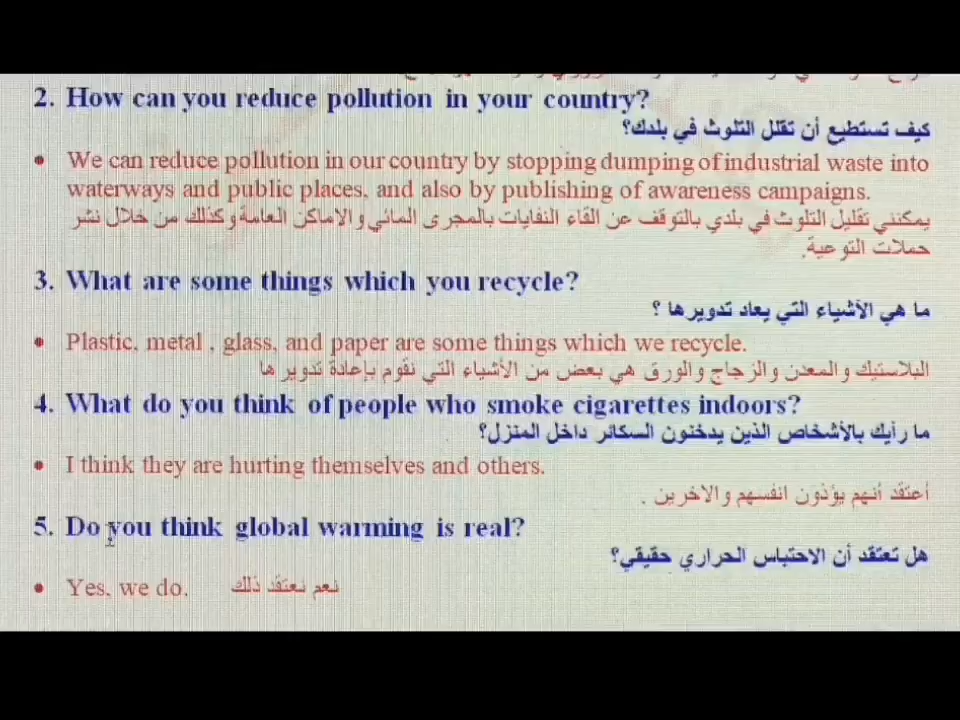 2. How can you reduce pollution in your country?
كيف تستطيع أن تقلل التلوث في بلدك؟
• We can reduce pollution in our country by stopping dumping of industrial waste into
waterways and public places, and also by publishing of awareness campaigns.
يمكنني تقليل التلوث في بلدي بالتوقف عن القاء النفايات بالمجرى المائي والاماكن العامة وكذلك من خلال نشر
حملات التوعية.
3. What are some things which you recycle?
ما هي الأشياء التي يعاد تدويرها ؟
• Plastic, metal , glass, and paper are some things which we recycle.
البلاستيك والمعدن والزجاج والورق هي بعض من الأشياء التي نقوم بإعادة تدويرها
4. What do you think of people who smoke cigarettes indoors?
ما رأيك بالأشخاص الذين يدخنون السكائر داخل المنزل؟
• I think they are hurting themselves and others.
أعتقد أنهم يؤذون انفسهم والاخرين .
5. Do you think global warming is real?
هل تعتقد أن الاحتباس الحراري حقيقي؟
• Yes, we do. نعم نعتقد ذلك